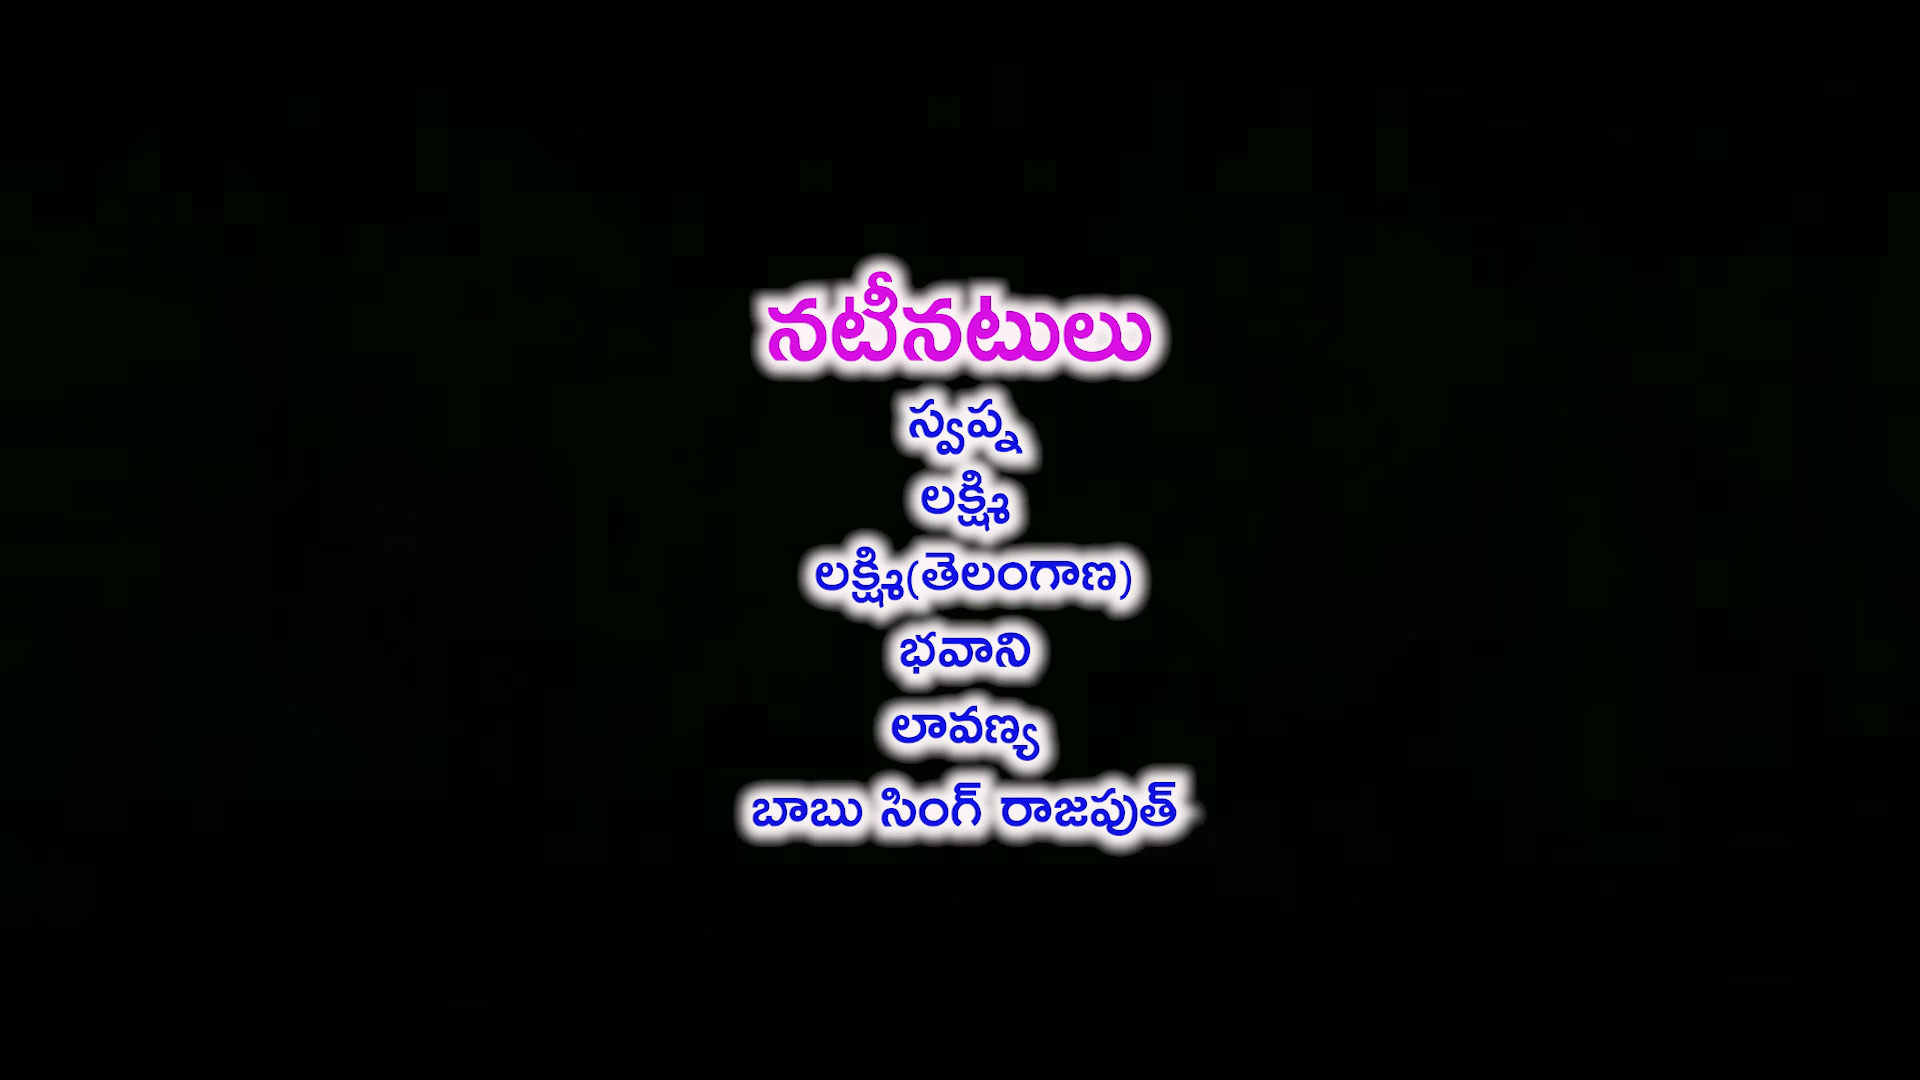 నటీనటులు
స్వప్న
లక్ష్మి
లక్ష్మి(తెలంగాణ)
భవాని
లావణ్య
బాబు సింగ్ రాజపుత్